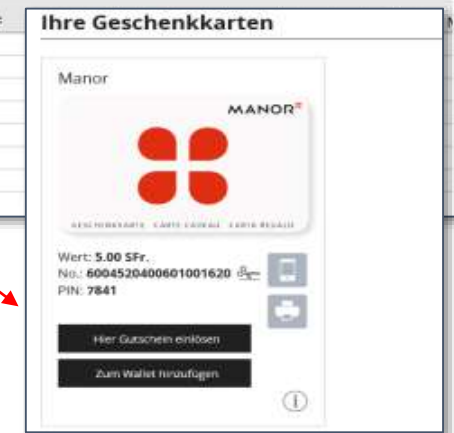 Ihre Geschenkkarten
Manor
MANOR
GESCHENKKARTE CARTE CADEAU CARTA REGALO
Wert: 5.00 SFr.
No.: 6004520400601001620
PIN: 7841
Hier Gutschein einlösen
Zum Wallet hinzufügen